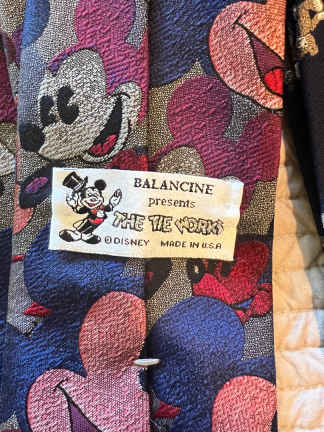 BALANCINE
presents
THE TIE WORKS
© DISNEY MADE IN U.S.A